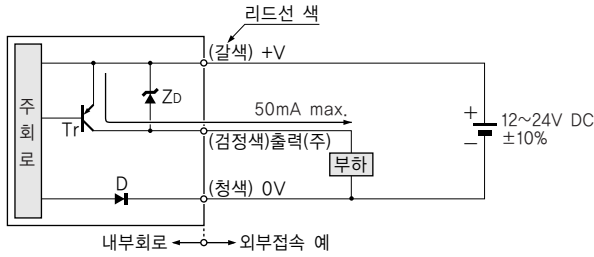 리드선 색
(갈색) +V
주회로
Tr
ZD
50mA max.
(검정색)출력(주)
부하
+
12~24V DC
−
±10%
D
(청색) 0V
내부회로
외부접속 예